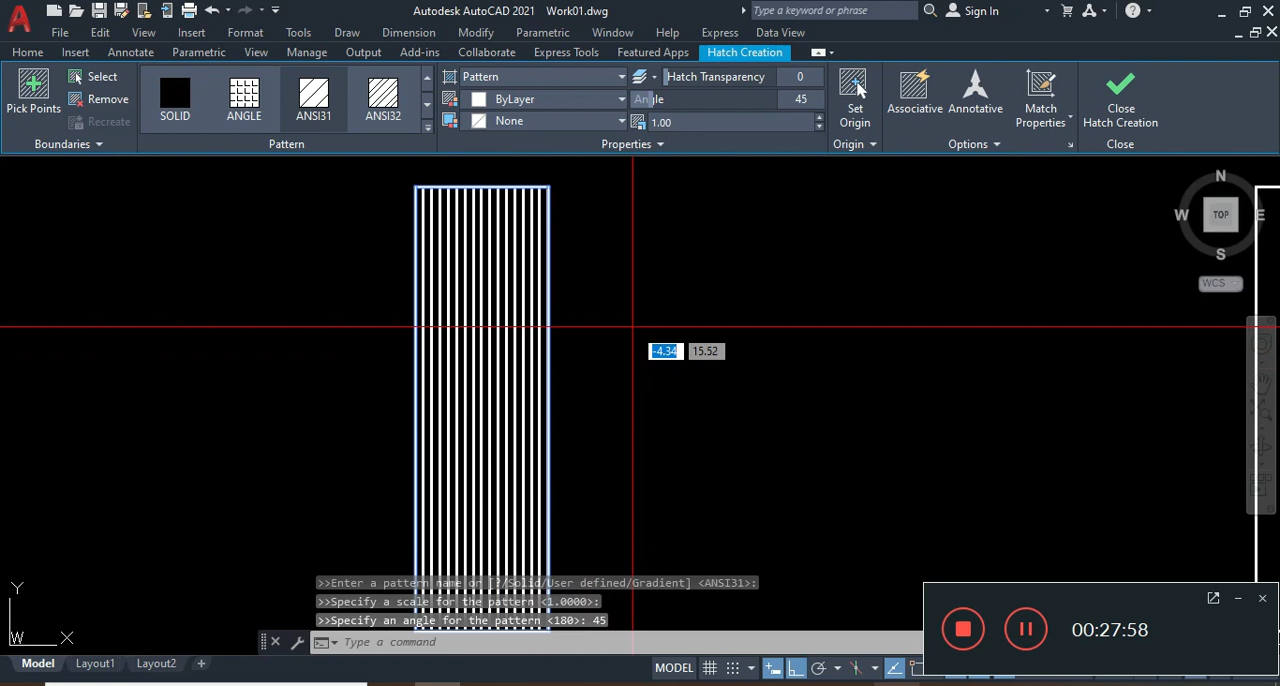 Autodesk AutoCAD 2021 Work01.dwg
Type a keyword or phrase
Sign In
File Edit View Insert Format Tools Draw Dimension Modify Parametric Window Help Express Data View
Home Insert Annotate Parametric View Manage Output Add-ins Collaborate Express Tools Featured Apps Hatch Creation
Pick Points
Select
Remove
Recreate
Boundaries
SOLID ANGLE ANSI31 ANSI32
Pattern
Pattern
ByLayer
None
Hatch Transparency 0
Angle 45
1.00
Properties
Set
Origin
Origin
Associative Annotative
Match
Properties
Options
Close
Hatch Creation
Close
N
W TOP E
S
WCS
-4.34 15.52
>>Enter a pattern name or [?/Solid/User defined/Gradient] <ANSI31>:
>>Specify a scale for the pattern <1.0000>:
>>Specify an angle for the pattern <180>: 45
Type a command
Y
W X
00:27:58
Model Layout1 Layout2 +
MODEL